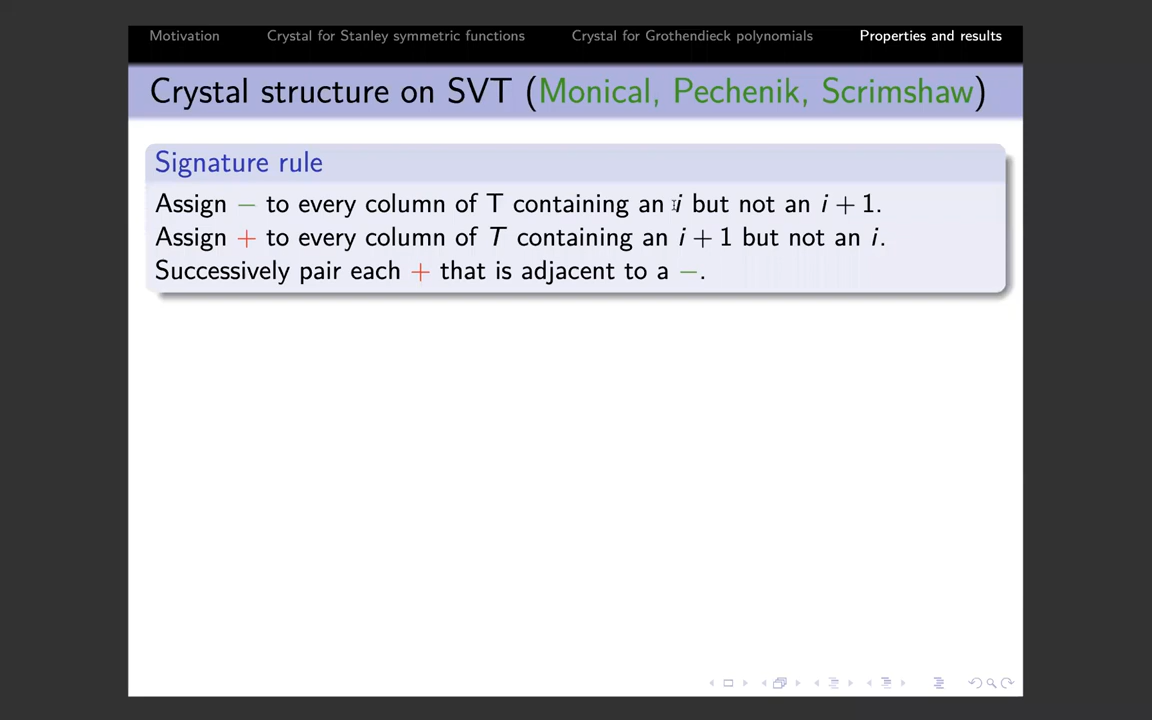 Motivation Crystal for Stanley symmetric functions Crystal for Grothendieck polynomials Properties and results
Crystal structure on SVT (Monical, Pechenik, Scrimshaw)
Signature rule
Assign − to every column of T containing an i but not an i + 1.
Assign + to every column of T containing an i + 1 but not an i.
Successively pair each + that is adjacent to a −.